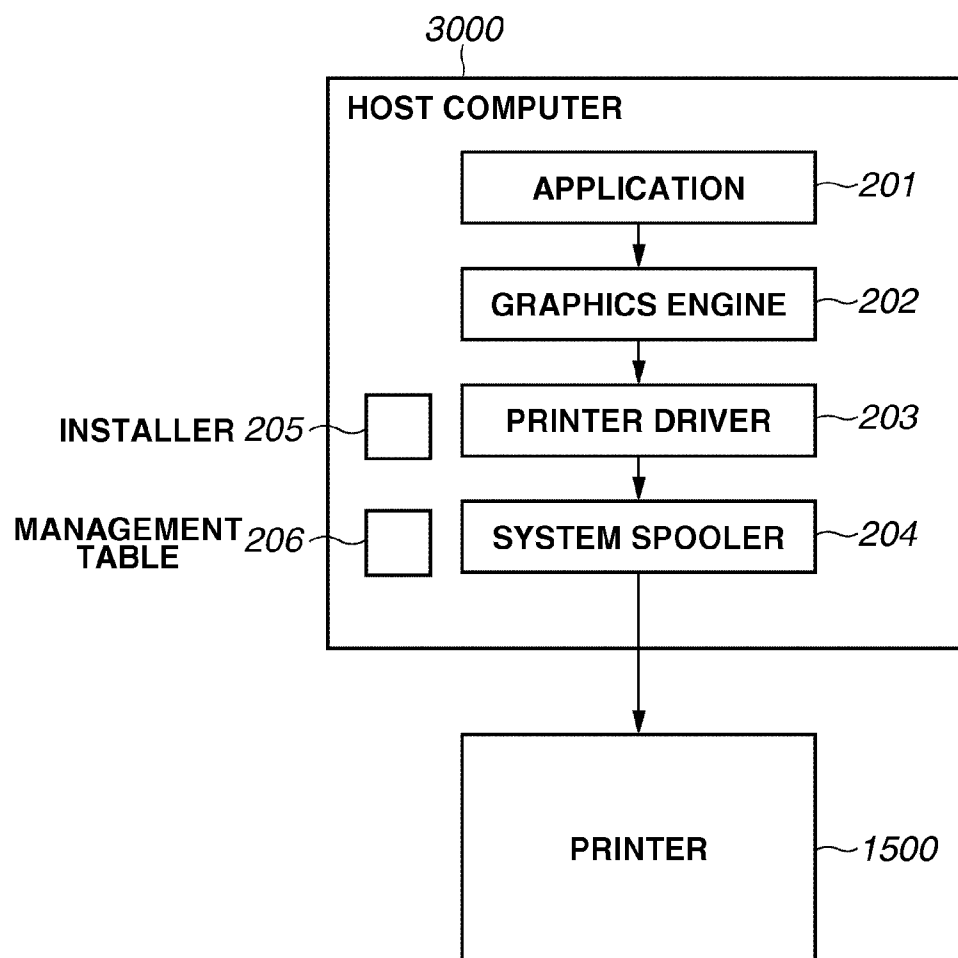 3000
HOST COMPUTER
APPLICATION 201
GRAPHICS ENGINE 202
INSTALLER 205
PRINTER DRIVER 203
MANAGEMENT
TABLE
206
SYSTEM SPOOLER 204
PRINTER 1500